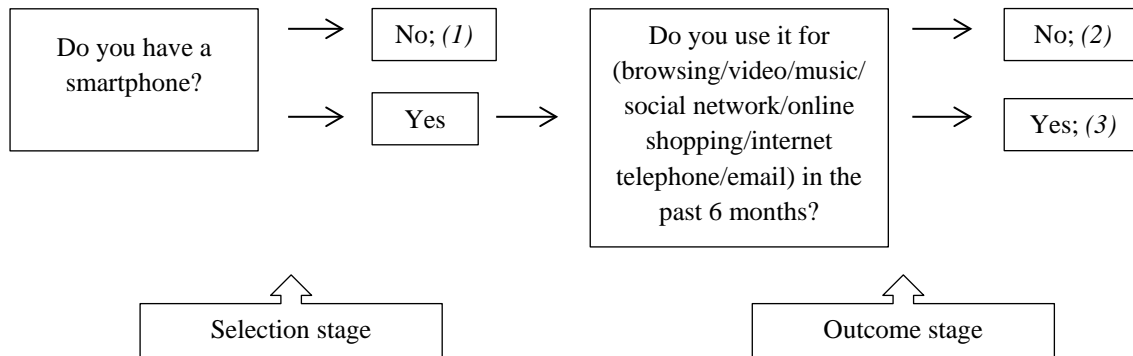 Do you have a
smartphone?
No; (1)
Yes
Do you use it for
(browsing/video/music/
social network/online
shopping/internet
telephone/email) in the
past 6 months?
No; (2)
Yes; (3)
Selection stage
Outcome stage